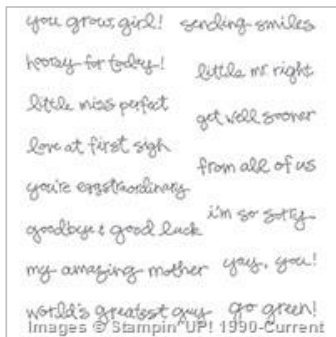 you grow, girl!
sending smiles
hooray for today!
little mr. right
little miss perfect
get well sooner
love at first sigh
from all of us
you're eggstraordinary
i'm so sorry
goodbye & good luck
my amazing mother
yay, you!
world's greatest guy
go green!
Images © Stampin' UP! 1990-Current